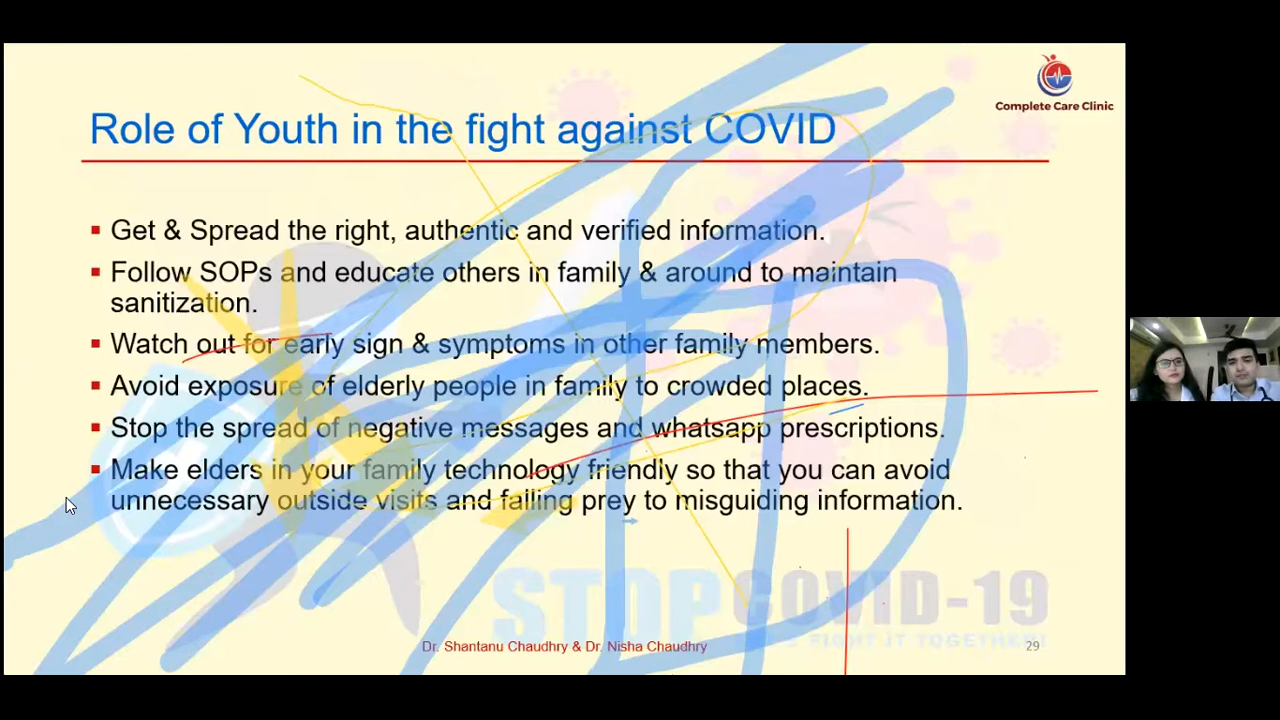 Complete Care Clinic
Role of Youth in the fight against COVID
Get & Spread the right, authentic and verified information.
Follow SOPs and educate others in family & around to maintain
sanitization.
Watch out for early sign & symptoms in other family members.
Avoid exposure of elderly people in family to crowded places.
Stop the spread of negative messages and whatsapp prescriptions.
Make elders in your family technology friendly so that you can avoid
unnecessary outside visits and falling prey to misguiding information.
STOP COVID-19
FIGHT IT TOGETHER!
Dr. Shantanu Chaudhry & Dr. Nisha Chaudhry
29